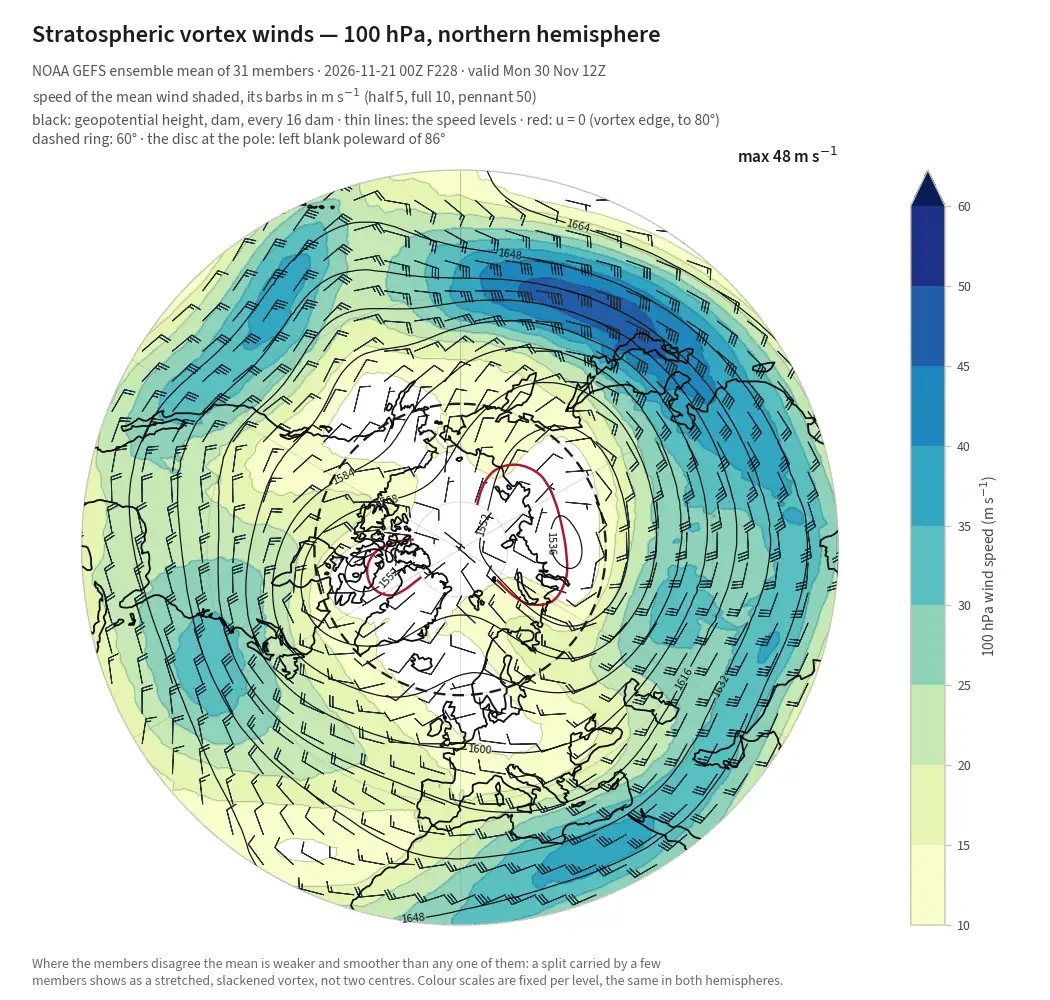 Stratospheric vortex winds — 100 hPa, northern hemisphere
NOAA GEFS ensemble mean of 31 members · 2026-11-21 00Z F228 · valid Mon 30 Nov 12Z
speed of the mean wind shaded, its barbs in m s⁻¹ (half 5, full 10, pennant 50)
black: geopotential height, dam, every 16 dam · thin lines: the speed levels · red: u = 0 (vortex edge, to 80°)
dashed ring: 60° · the disc at the pole: left blank poleward of 86°
max 48 m s⁻¹
1664
1648
1584
1552
1536
1616
1632
1600
1648
60
50
45
40
35
30
25
20
15
10
100 hPa wind speed (m s⁻¹)
Where the members disagree the mean is weaker and smoother than any one of them: a split carried by a few
members shows as a stretched, slackened vortex, not two centres. Colour scales are fixed per level, the same in both hemispheres.